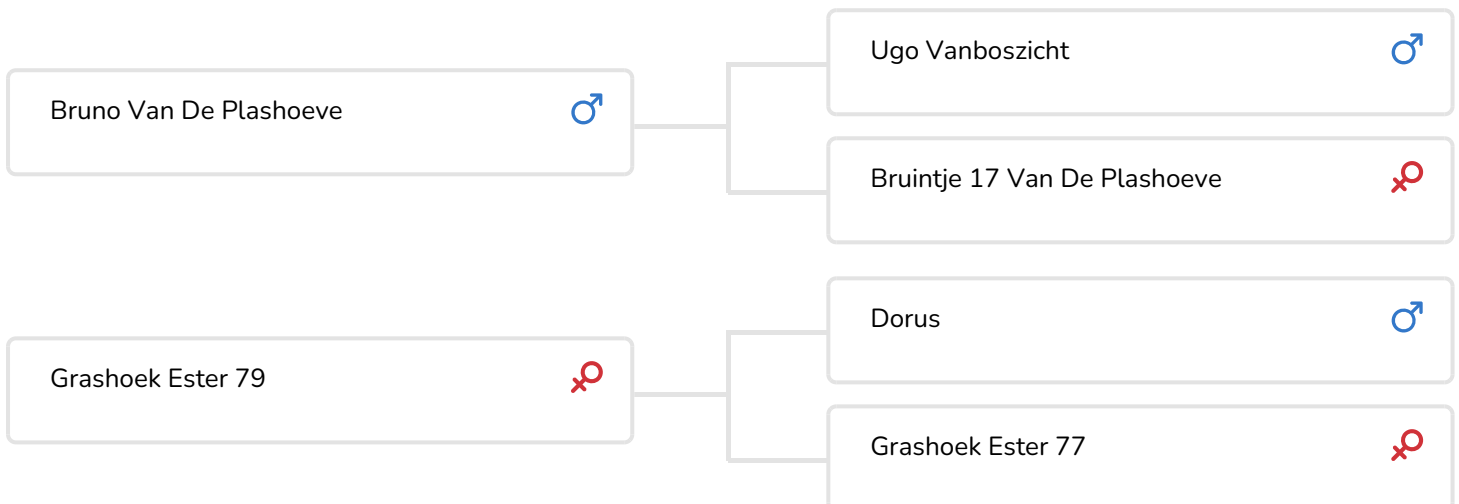 Ugo Vanboszicht
Bruno Van De Plashoeve
Bruintje 17 Van De Plashoeve
Dorus
Grashoek Ester 79
Grashoek Ester 77